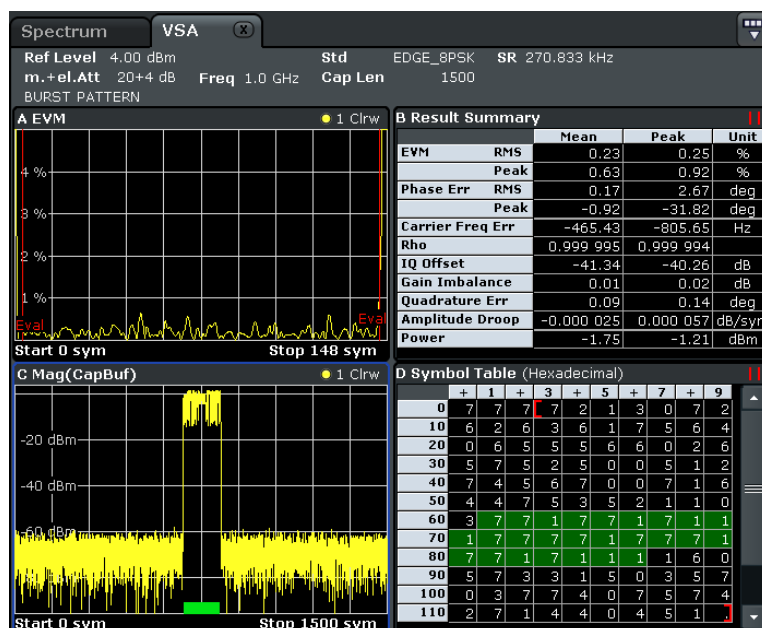 Spectrum VSA X
Ref Level 4.00 dBm Std EDGE_8PSK SR 270.833 kHz
m.+el.Att 20+4 dB Freq 1.0 GHz Cap Len 1500
BURST PATTERN
A EVM 1 Clrw
4 %
3 %
2 %
1 %
Eval Eval
Start 0 sym Stop 148 sym
B Result Summary
Mean Peak Unit
EVM RMS 0.23 0.25 %
Peak 0.63 0.92 %
Phase Err RMS 0.17 2.67 deg
Peak -0.92 -31.82 deg
Carrier Freq Err -465.43 -805.65 Hz
Rho 0.999 995 0.999 994
IQ Offset -41.34 -40.26 dB
Gain Imbalance 0.01 0.02 dB
Quadrature Err 0.09 0.14 deg
Amplitude Droop -0.000 025 0.000 057 dB/sym
Power -1.75 -1.21 dBm
C Mag(CapBuf) 1 Clrw
-20 dBm
-40 dBm
-60 dBm
Start 0 sym Stop 1500 sym
D Symbol Table (Hexadecimal)
+ 1 + 3 + 5 + 7 + 9
0 7 7 7 7 2 1 3 0 7 2
10 6 2 6 3 6 1 7 5 6 4
20 0 6 5 5 5 6 6 0 2 6
30 5 7 5 2 5 0 0 5 1 2
40 7 4 5 6 7 0 0 7 1 6
50 4 4 7 5 3 5 2 1 1 0
60 3 7 7 1 7 7 1 7 1 1
70 1 7 7 7 7 1 7 7 7 1
80 7 7 1 7 1 1 1 1 6 0
90 5 7 3 3 1 5 0 3 5 7
100 0 3 7 7 4 0 7 5 7 4
110 2 7 1 4 4 0 4 5 1 .